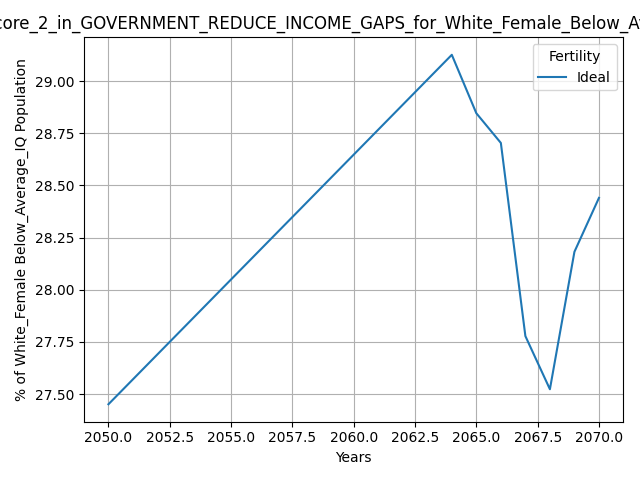 core_2_in_GOVERNMENT_REDUCE_INCOME_GAPS_for_White_Female_Below_A
% of White_Female Below_Average_IQ Population
29.00
28.75
28.50
28.25
28.00
27.75
27.50
Fertility
Ideal
2050.0 2052.5 2055.0 2057.5 2060.0 2062.5 2065.0 2067.5 2070.0
Years